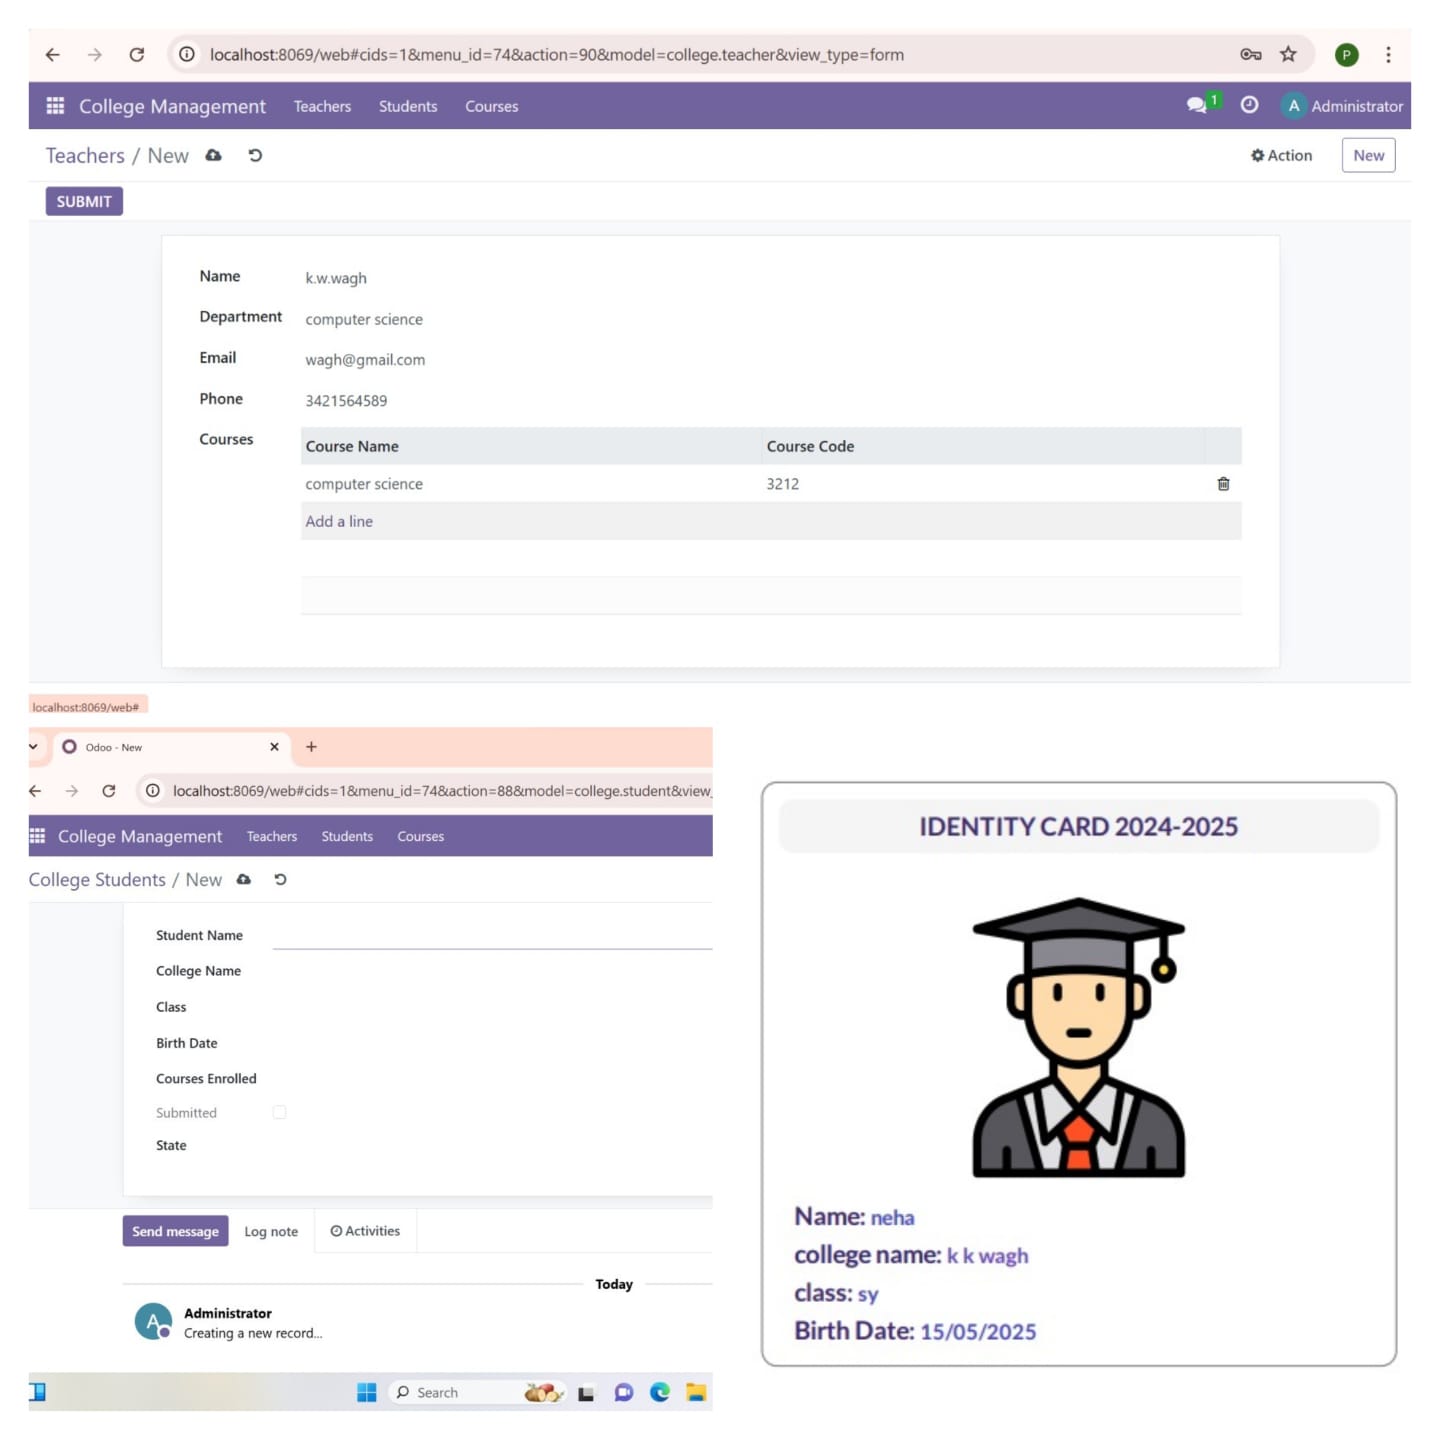 localhost:8069/web#cids=1&menu_id=74&action=90&model=college.teacher&view_type=form
P
College Management Teachers Students Courses 1 A Administrator
Teachers / New Action New
SUBMIT
Name k.w.wagh
Department computer science
Email wagh@gmail.com
Phone 3421564589
Courses Course Name Course Code
computer science 3212
Add a line
localhost:8069/web#
Odoo - New
localhost:8069/web#cids=1&menu_id=74&action=88&model=college.student&view_
College Management Teachers Students Courses
College Students / New
Student Name
College Name
Class
Birth Date
Courses Enrolled
Submitted
State
Send message Log note Activities
Today
A Administrator
Creating a new record...
Search
IDENTITY CARD 2024-2025
Name: neha
college name: k k wagh
class: sy
Birth Date: 15/05/2025